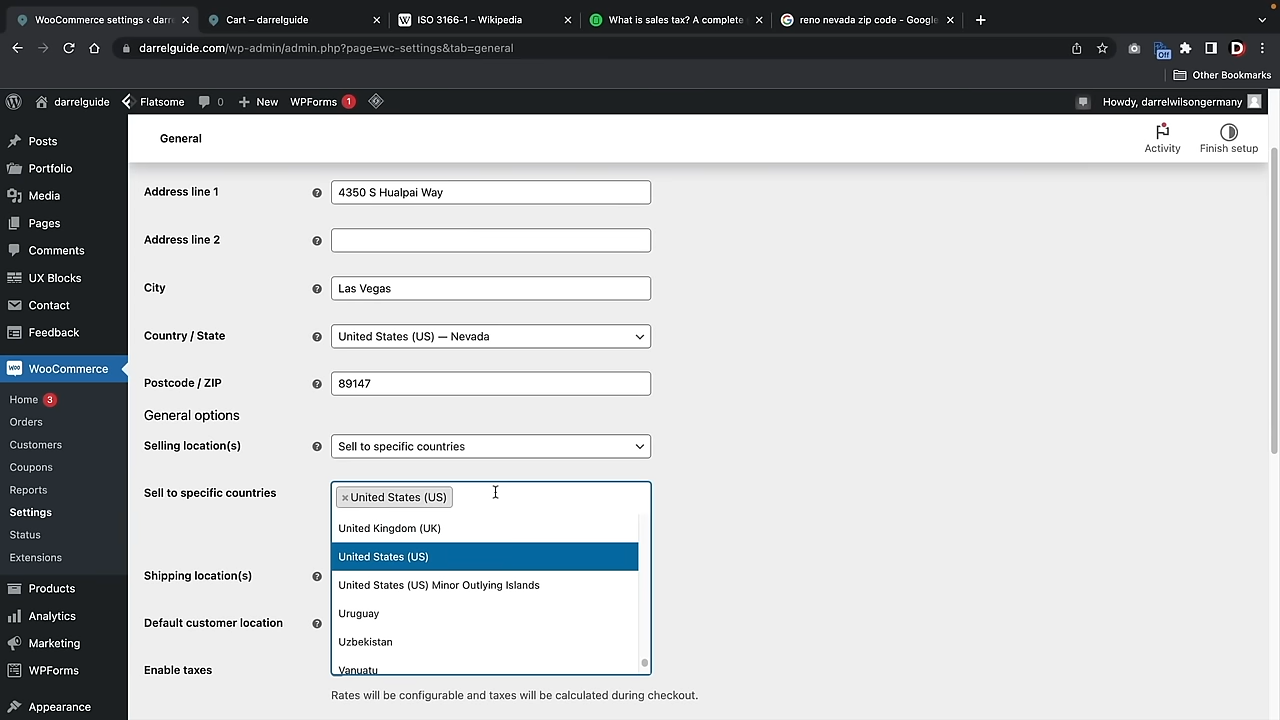 WooCommerce settings ‹ darre
Cart – darrelguide
ISO 3166-1 - Wikipedia
What is sales tax? A complete
reno nevada zip code - Google
darrelguide.com/wp-admin/admin.php?page=wc-settings&tab=general
Off
D
Other Bookmarks
darrelguide
Flatsome
0
New
WPForms 1
Howdy, darrelwilsongermany
Posts
Portfolio
Media
Pages
Comments
UX Blocks
Contact
Feedback
WooCommerce
Home 3
Orders
Customers
Coupons
Reports
Settings
Status
Extensions
Products
Analytics
Marketing
WPForms
Appearance
General
Activity
Finish setup
Address line 1
4350 S Hualpai Way
Address line 2
City
Las Vegas
Country / State
United States (US) — Nevada
Postcode / ZIP
89147
General options
Selling location(s)
Sell to specific countries
Sell to specific countries
×United States (US)
United Kingdom (UK)
United States (US)
United States (US) Minor Outlying Islands
Uruguay
Uzbekistan
Vanuatu
Shipping location(s)
Default customer location
Enable taxes
Rates will be configurable and taxes will be calculated during checkout.